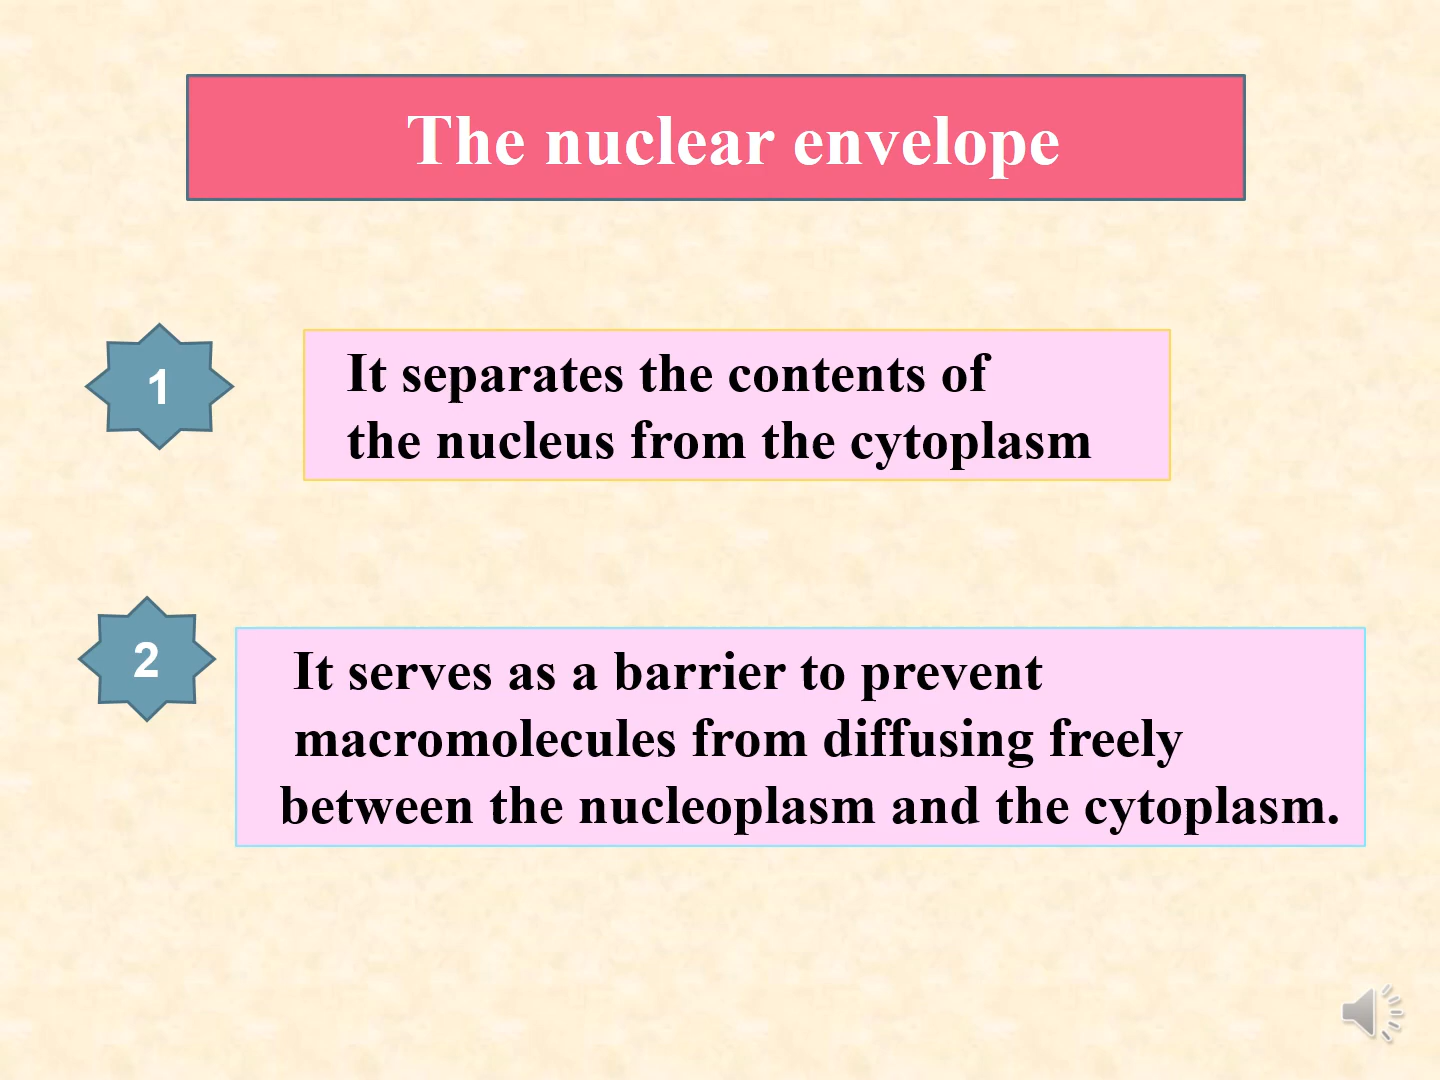 The nuclear envelope
1
It separates the contents of
the nucleus from the cytoplasm
2
It serves as a barrier to prevent
macromolecules from diffusing freely
between the nucleoplasm and the cytoplasm.